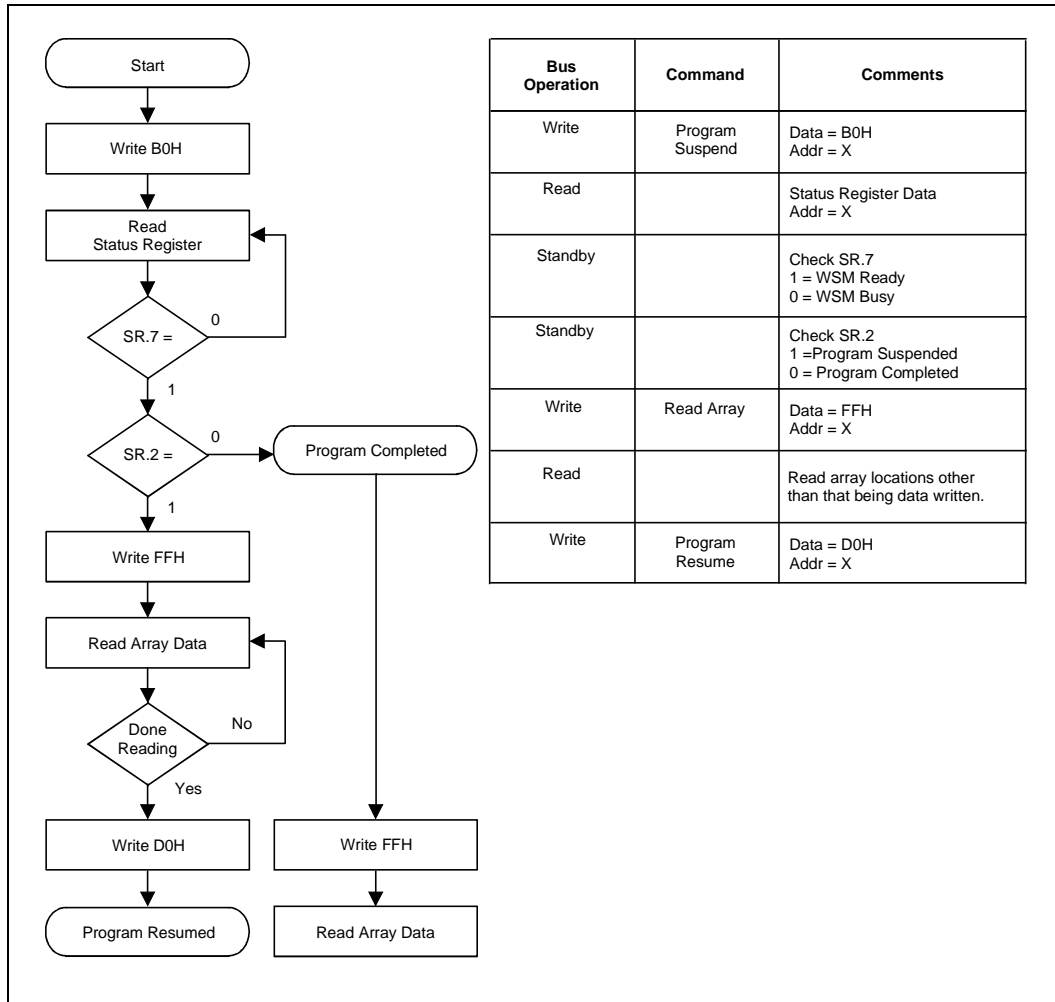 Start
Write B0H
Read
Status Register
SR.7 =
0
1
SR.2 =
0
1
Program Completed
Write FFH
Read Array Data
Done
Reading
No
Yes
Write D0H
Program Resumed
Write FFH
Read Array Data
Bus
Operation
Command
Comments
Write
Program
Suspend
Data = B0H
Addr = X
Read
Status Register Data
Addr = X
Standby
Check SR.7
1 = WSM Ready
0 = WSM Busy
Standby
Check SR.2
1 =Program Suspended
0 = Program Completed
Write
Read Array
Data = FFH
Addr = X
Read
Read array locations other
than that being data written.
Write
Program
Resume
Data = D0H
Addr = X